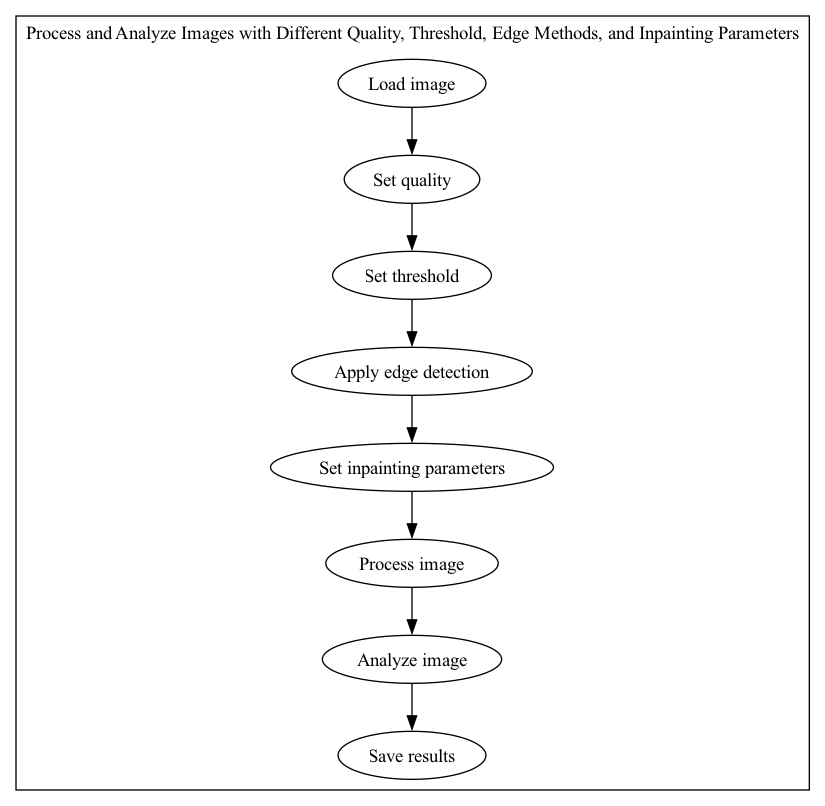 Process and Analyze Images with Different Quality, Threshold, Edge Methods, and Inpainting Parameters
Load image
Set quality
Set threshold
Apply edge detection
Set inpainting parameters
Process image
Analyze image
Save results